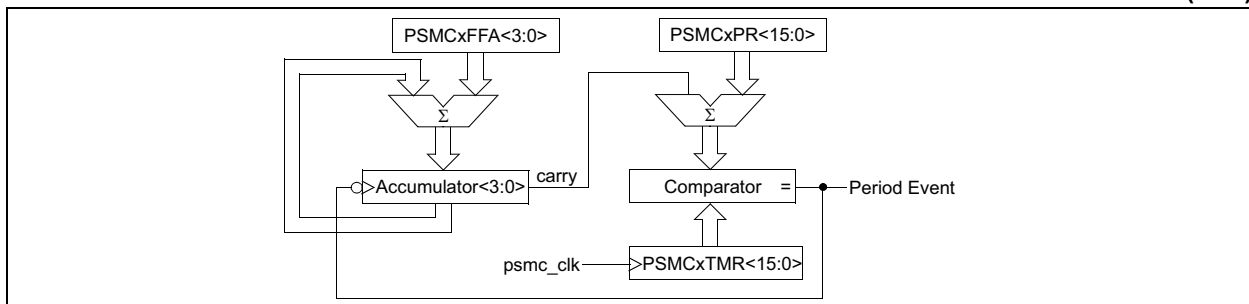 PSMCxFFA<3:0>
PSMCxPR<15:0>
Σ
Σ
Accumulator<3:0>
carry
Comparator =
Period Event
psmc_clk
PSMCxTMR<15:0>